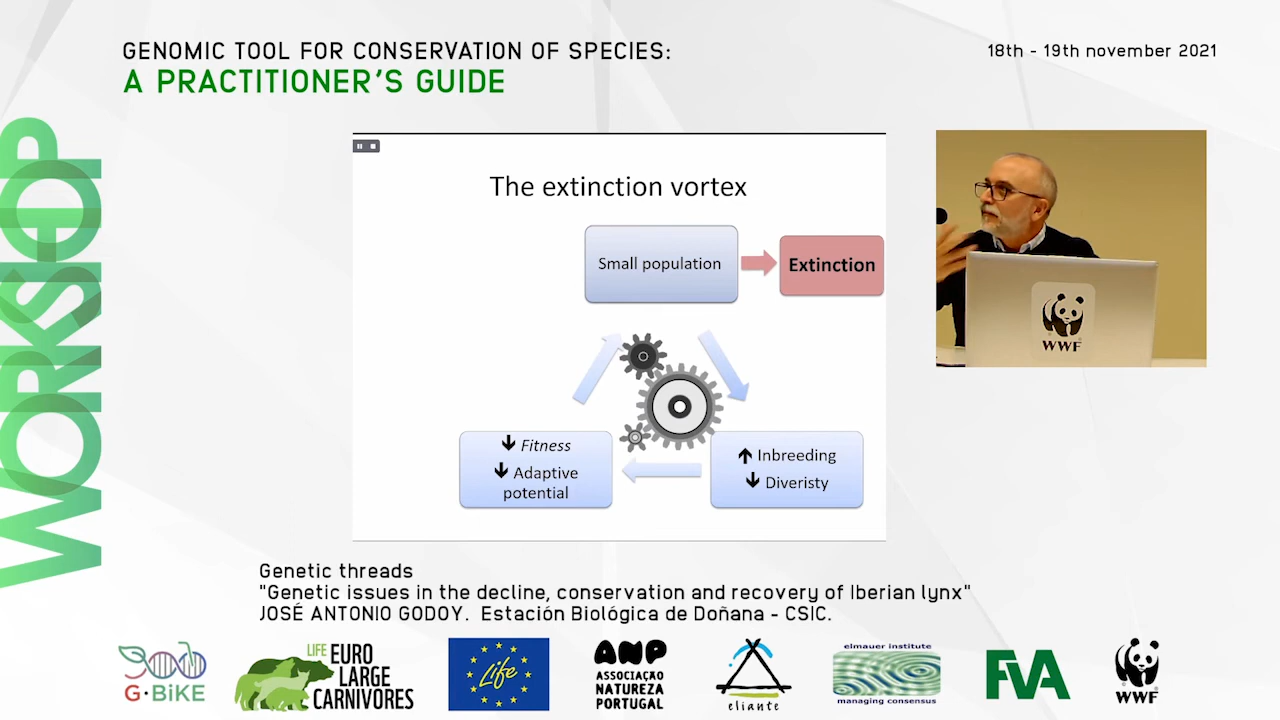 GENOMIC TOOL FOR CONSERVATION OF SPECIES:
A PRACTITIONER'S GUIDE
18th - 19th november 2021
WORKSHOP
The extinction vortex
Small population
Extinction
↓ Fitness
↓ Adaptive
potential
↑ Inbreeding
↓ Diveristy
WWF
Genetic threads
"Genetic issues in the decline, conservation and recovery of Iberian lynx"
JOSÉ ANTONIO GODOY. Estación Biológica de Doñana - CSIC.
G·BiKE
LIFE EURO
LARGE
CARNIVORES
Life
ANP
ASSOCIAÇÃO
NATUREZA
PORTUGAL
eliante
elmauer institute
managing consensus
FVA
WWF